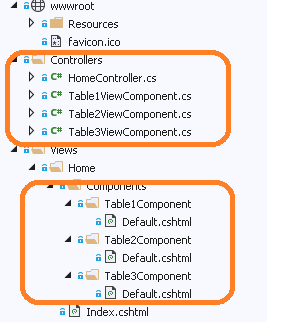 wwwroot
Resources
favicon.ico
Controllers
C# HomeController.cs
C# Table1ViewComponent.cs
C# Table2ViewComponent.cs
C# Table3ViewComponent.cs
Views
Home
Components
Table1Component
Default.cshtml
Table2Component
Default.cshtml
Table3Component
Default.cshtml
Index.cshtml